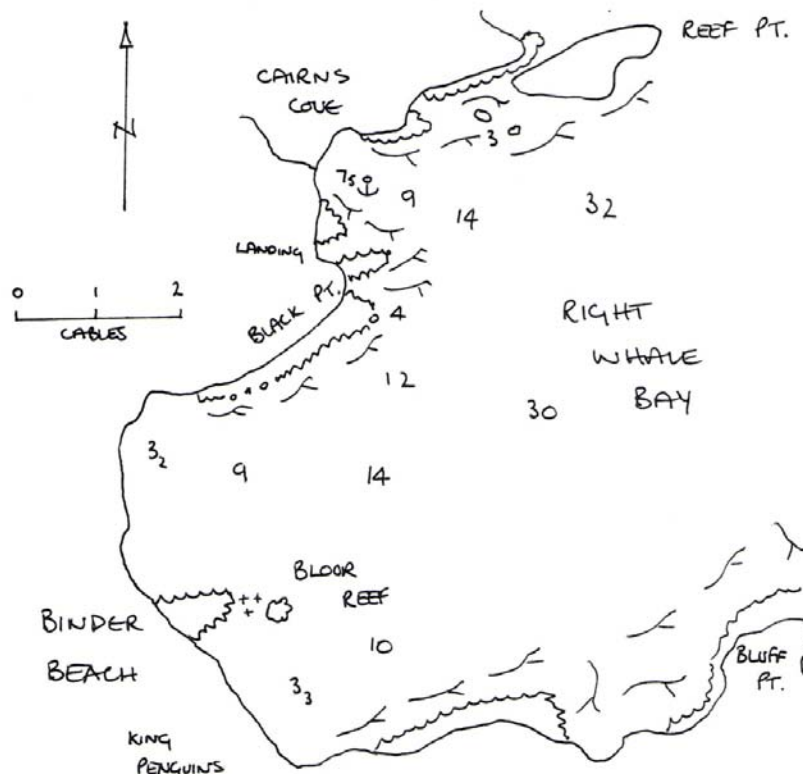 REEF PT.
CAIRNS
COVE
N
3
7₅
9
14
32
LANDING
0 1 2
CABLES
BLACK PT.
4
RIGHT
WHALE
BAY
12
30
3₂
9
14
BLOOR
REEF
BINDER
BEACH
10
3₃
BLUFF
PT.
KING
PENGUINS